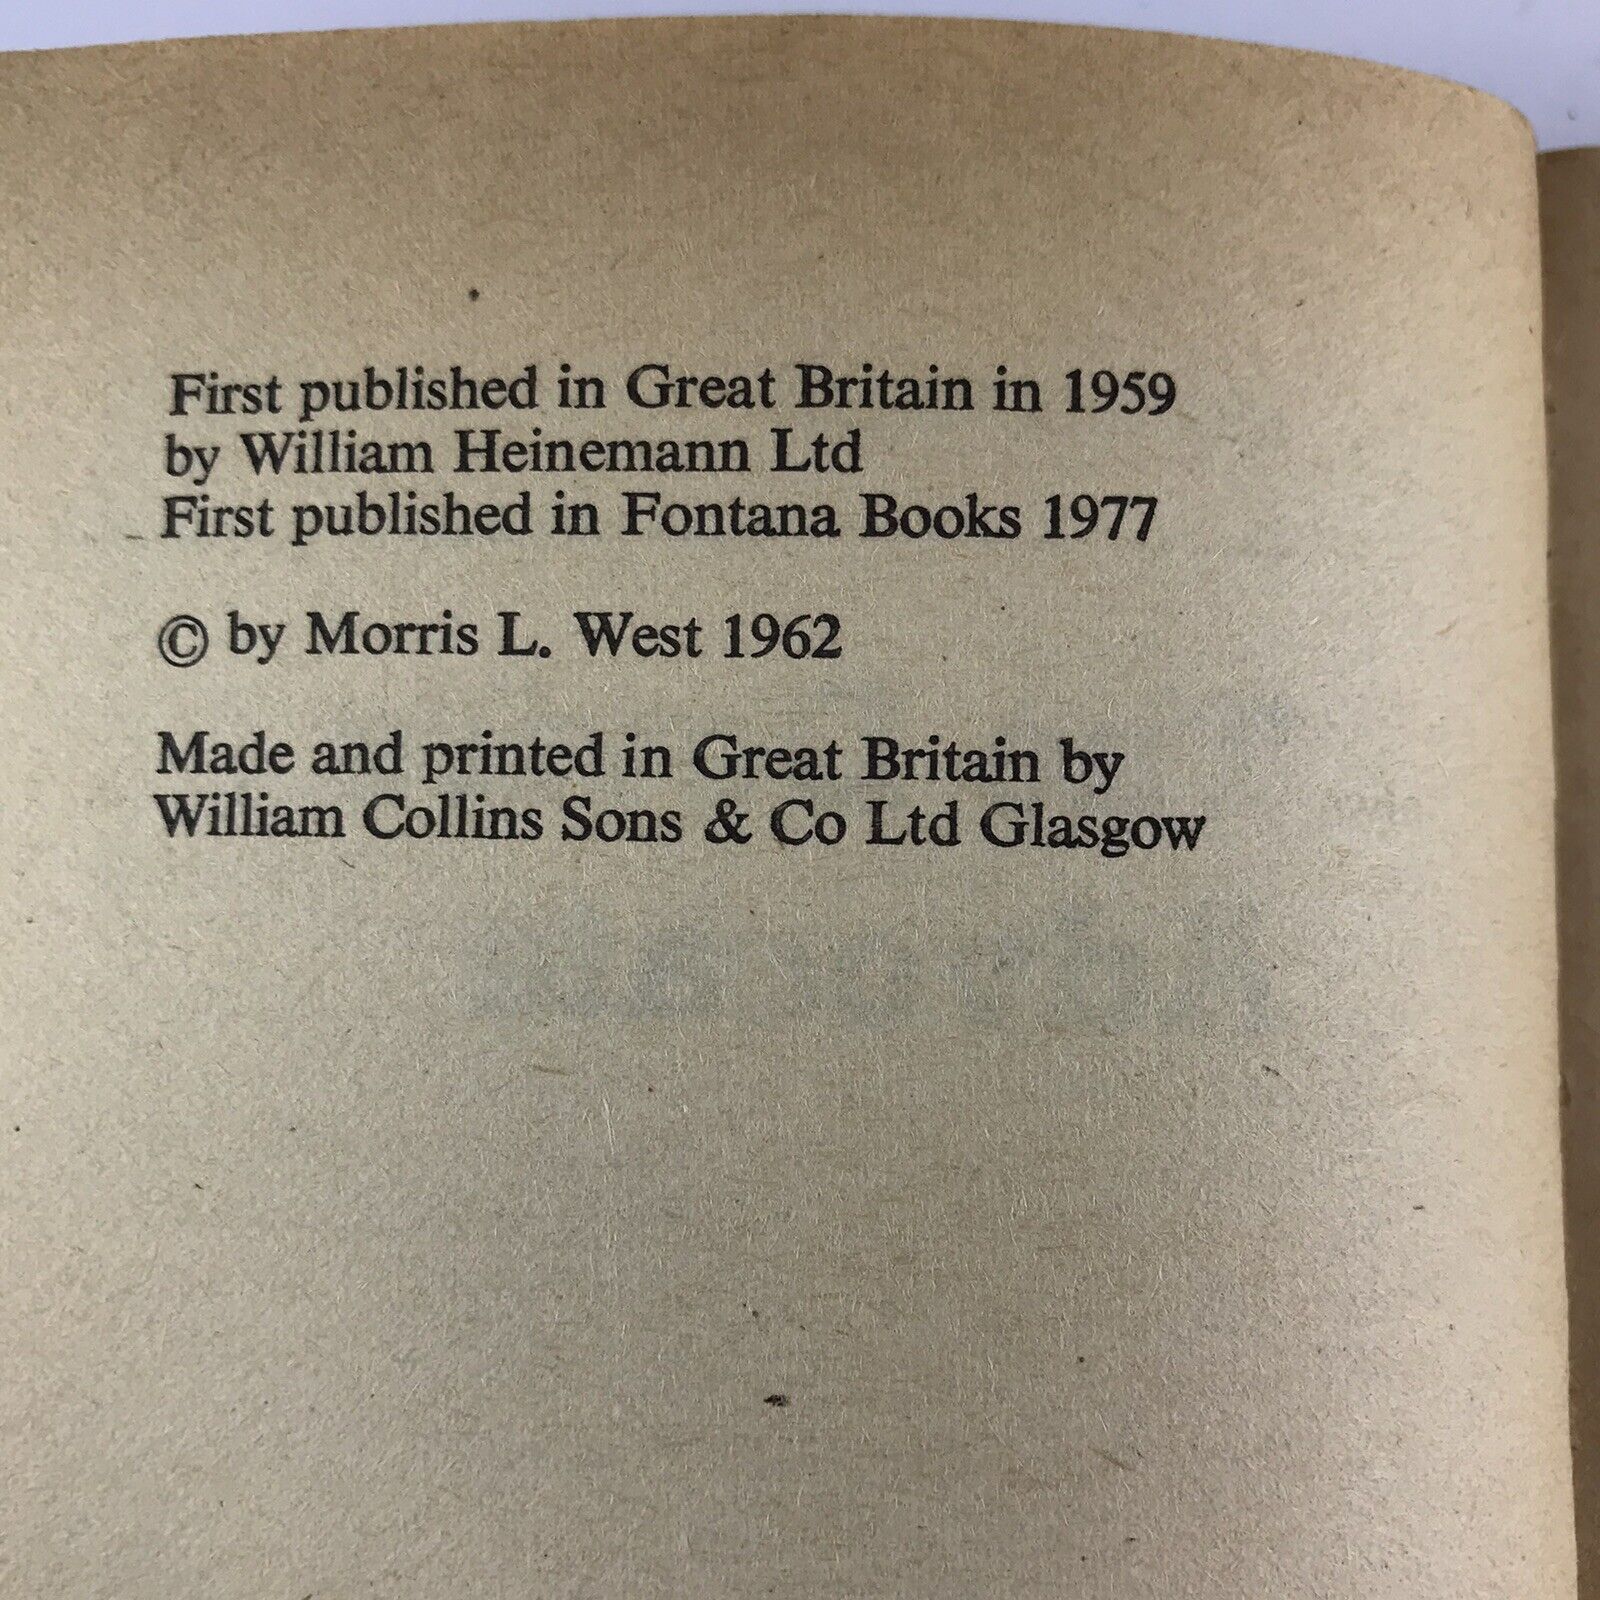 First published in Great Britain in 1959
by William Heinemann Ltd
First published in Fontana Books 1977
© by Morris L. West 1962
Made and printed in Great Britain by
William Collins Sons & Co Ltd Glasgow